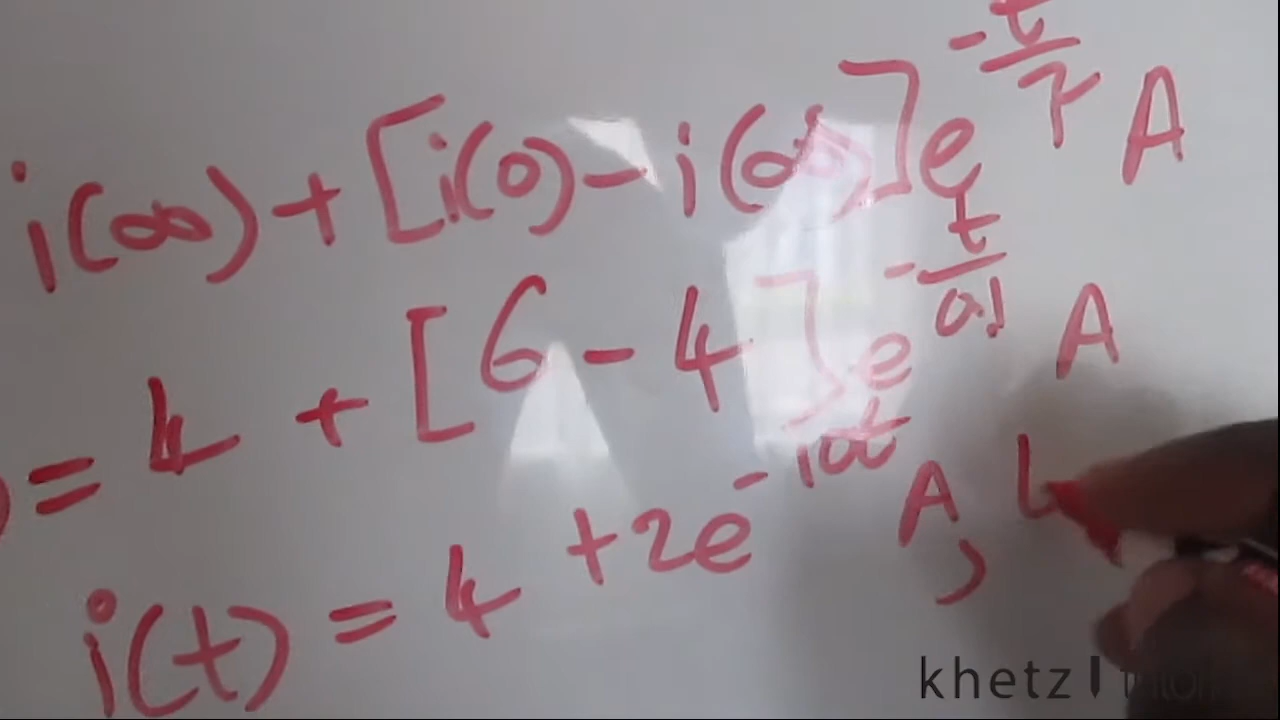 i(∞) + [i(0) - i(∞)] e^{-t/τ} A
= 4 + [6 - 4] e^{-t/0.1} A
i(t) = 4 + 2e^{-10t} A,
khetz